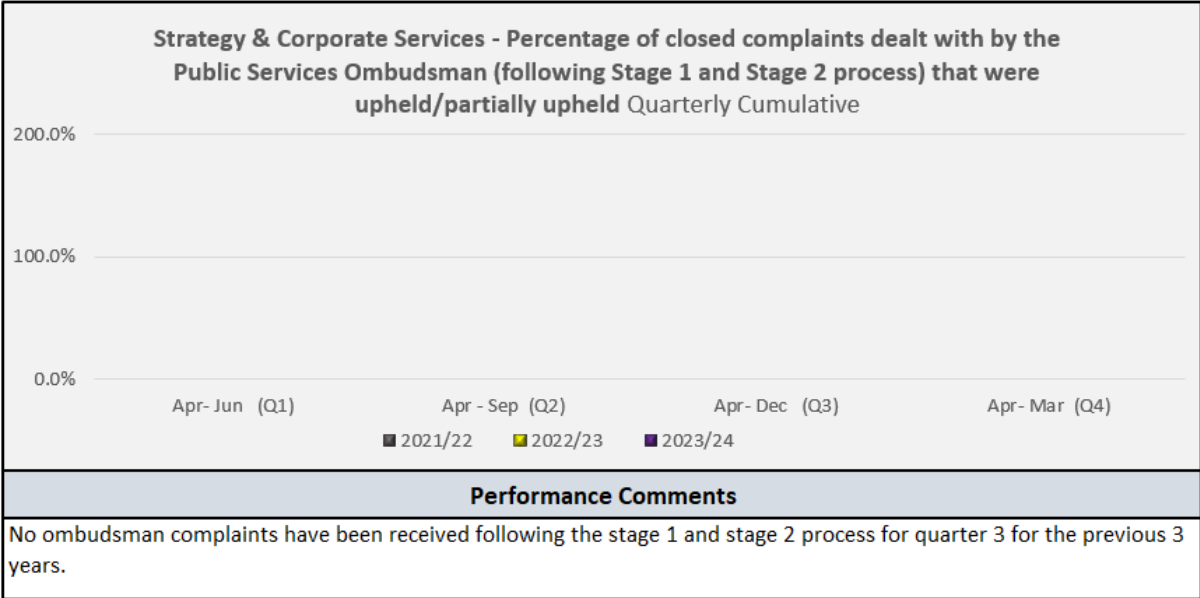 Strategy & Corporate Services - Percentage of closed complaints dealt with by the
Public Services Ombudsman (following Stage 1 and Stage 2 process) that were
upheld/partially upheld Quarterly Cumulative
200.0%
100.0%
0.0%
Apr- Jun (Q1) Apr - Sep (Q2) Apr- Dec (Q3) Apr- Mar (Q4)
2021/22 2022/23 2023/24
Performance Comments
No ombudsman complaints have been received following the stage 1 and stage 2 process for quarter 3 for the previous 3
years.